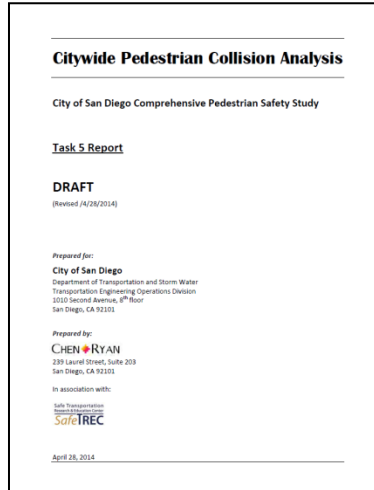 Citywide Pedestrian Collision Analysis
City of San Diego Comprehensive Pedestrian Safety Study
Task 5 Report
DRAFT
(Revised /4/28/2014)
Prepared for:
City of San Diego
Department of Transportation and Storm Water
Transportation Engineering Operations Division
1010 Second Avenue, 8th floor
San Diego, CA 92101
Prepared by:
CHEN RYAN
239 Laurel Street, Suite 203
San Diego, CA 92101
In association with:
Safe Transportation
Research & Education Center
SafeTREC
April 28, 2014